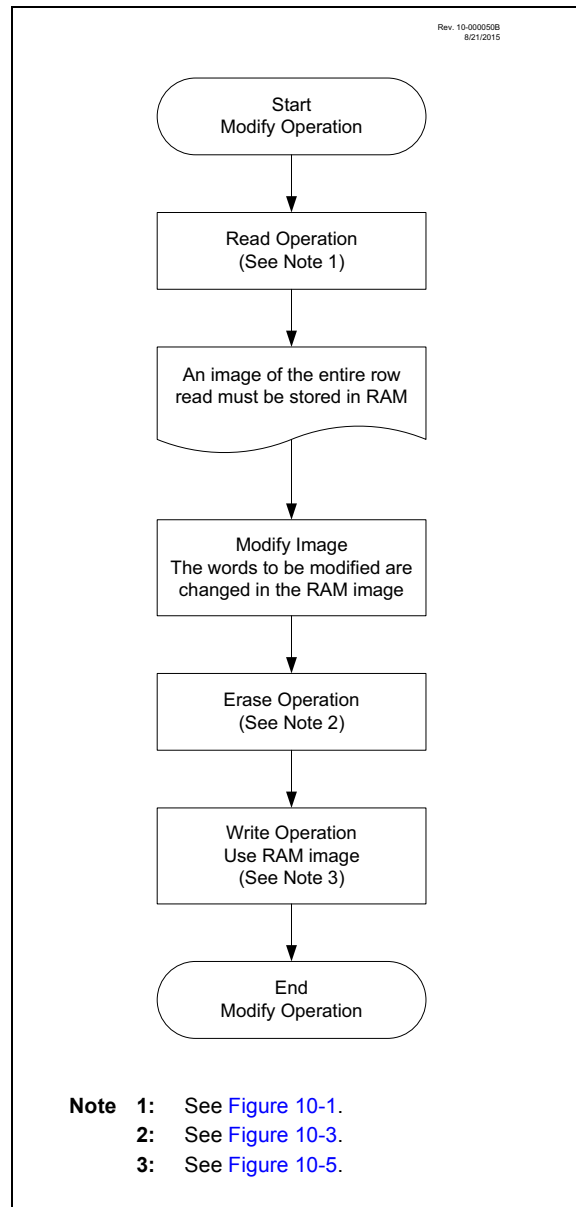 Rev. 10-000050B
8/21/2015
Start
Modify Operation
Read Operation
(See Note 1)
An image of the entire row
read must be stored in RAM
Modify Image
The words to be modified are
changed in the RAM image
Erase Operation
(See Note 2)
Write Operation
Use RAM image
(See Note 3)
End
Modify Operation
Note 1: See Figure 10-1.
2: See Figure 10-3.
3: See Figure 10-5.